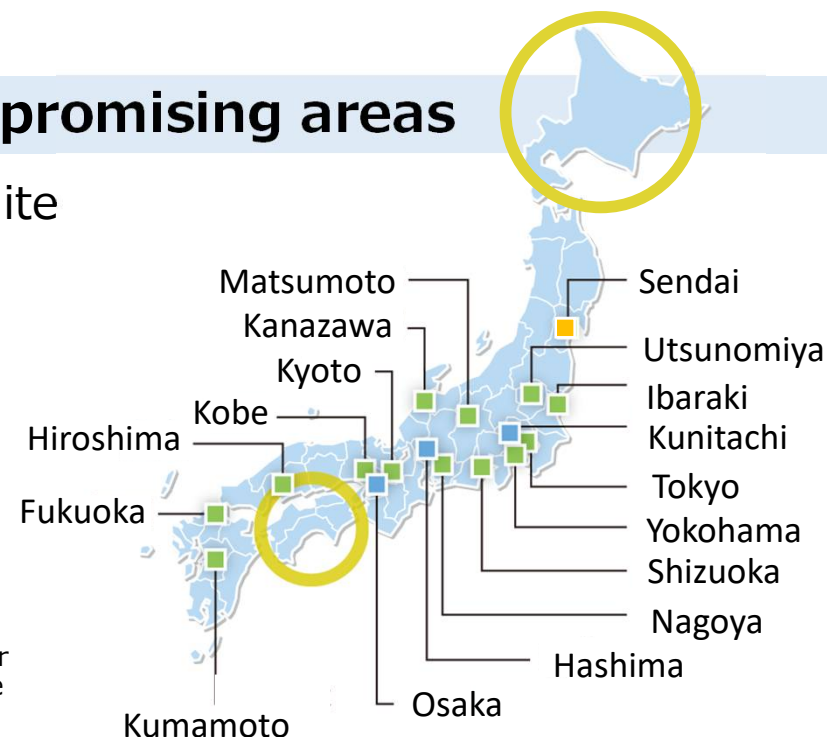 promising areas
ite
Matsumoto
Sendai
Kanazawa
Utsunomiya
Kyoto
Ibaraki
Kobe
Kunitachi
Hiroshima
Tokyo
Fukuoka
Yokohama
Shizuoka
Nagoya
r
Hashima
e
Osaka
Kumamoto